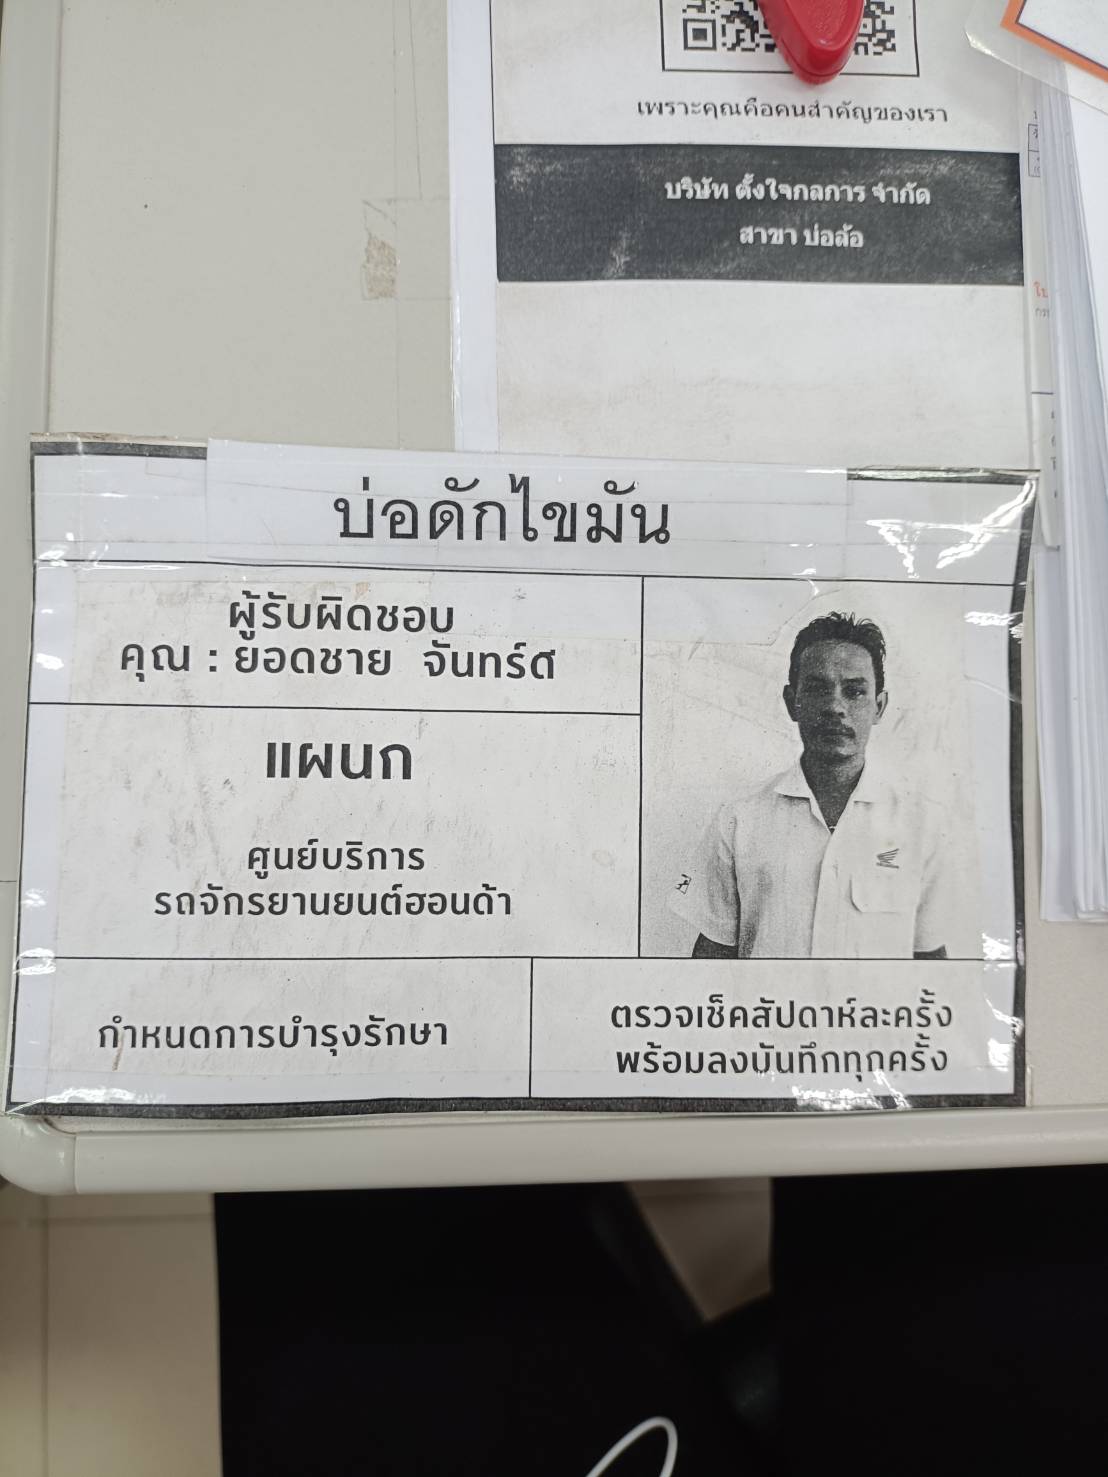 เพราะคุณคือคนสำคัญของเรา
บริษัท ตั้งใจกลการ จำกัด
สาขา บ่อล้อ
บ่อดักไขมัน
ผู้รับผิดชอบ
คุณ : ยอดชาย จันทร์ดี
แผนก
ศูนย์บริการ
รถจักรยานยนต์ฮอนด้า
กำหนดการบำรุงรักษา
ตรวจเช็คสัปดาห์ละครั้ง
พร้อมลงบันทึกทุกครั้ง